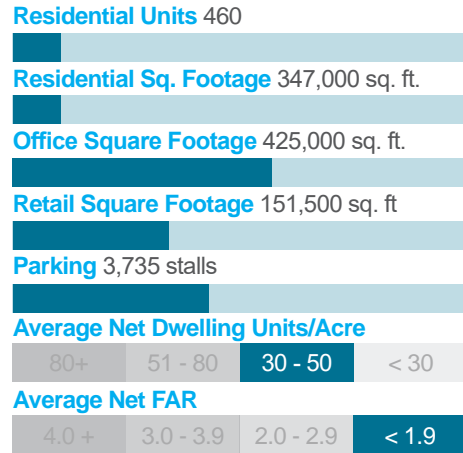 Residential Units 460
Residential Sq. Footage 347,000 sq. ft.
Office Square Footage 425,000 sq. ft.
Retail Square Footage 151,500 sq. ft
Parking 3,735 stalls
Average Net Dwelling Units/Acre
80+ 51 - 80 30 - 50 < 30
Average Net FAR
4.0 + 3.0 - 3.9 2.0 - 2.9 < 1.9